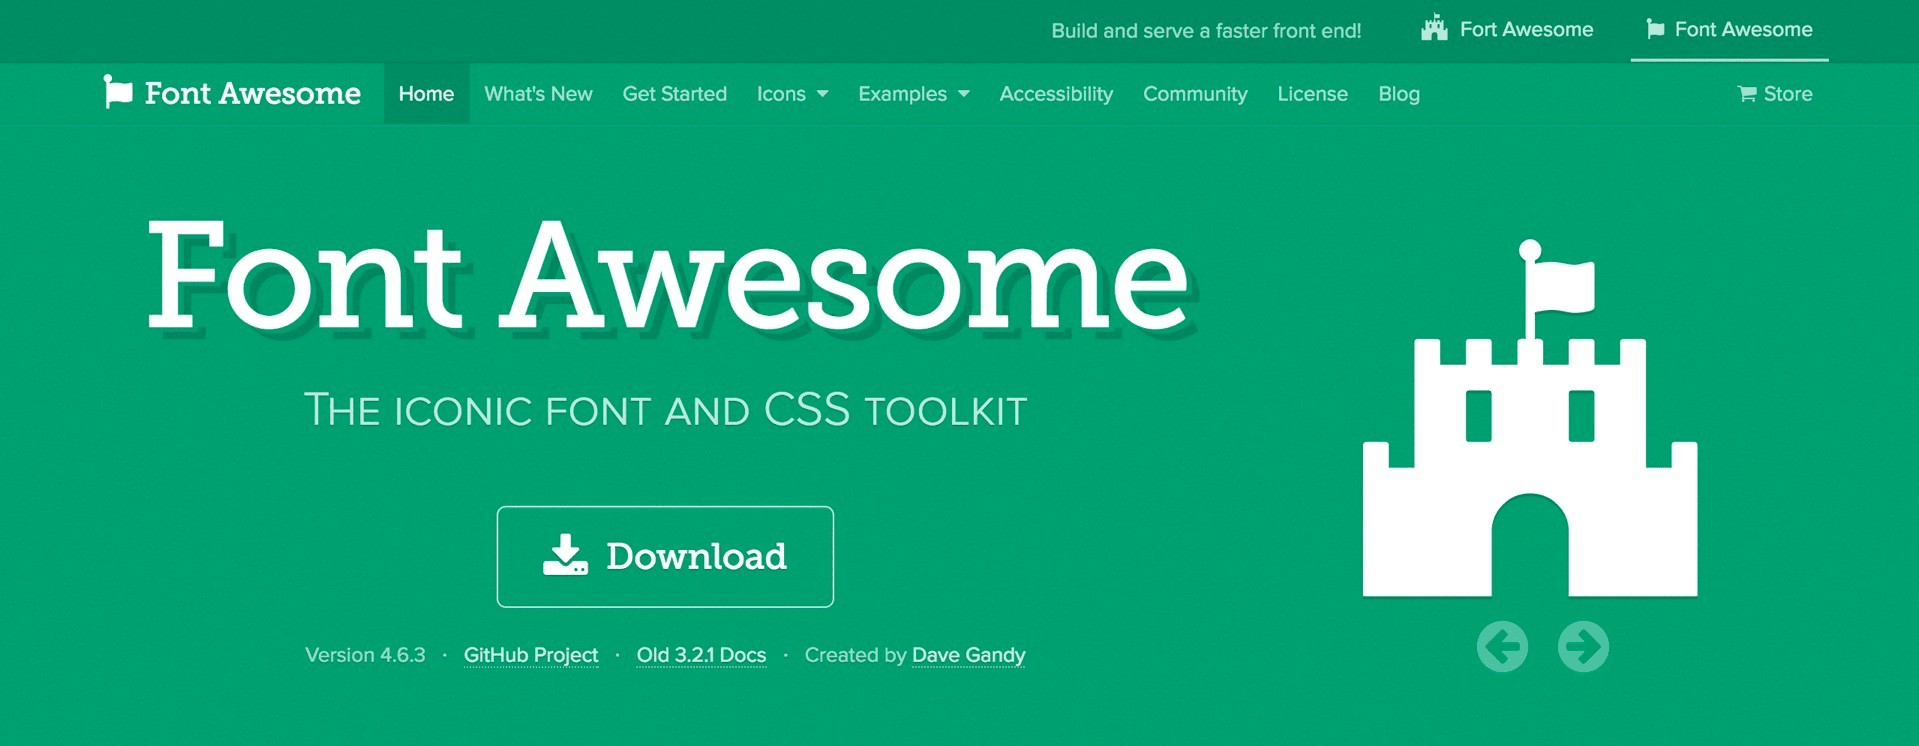 Build and serve a faster front end! Fort Awesome Font Awesome
Font Awesome Home What's New Get Started Icons Examples Accessibility Community License Blog Store
Font Awesome
THE ICONIC FONT AND CSS TOOLKIT
Download
Version 4.6.3 · GitHub Project · Old 3.2.1 Docs · Created by Dave Gandy